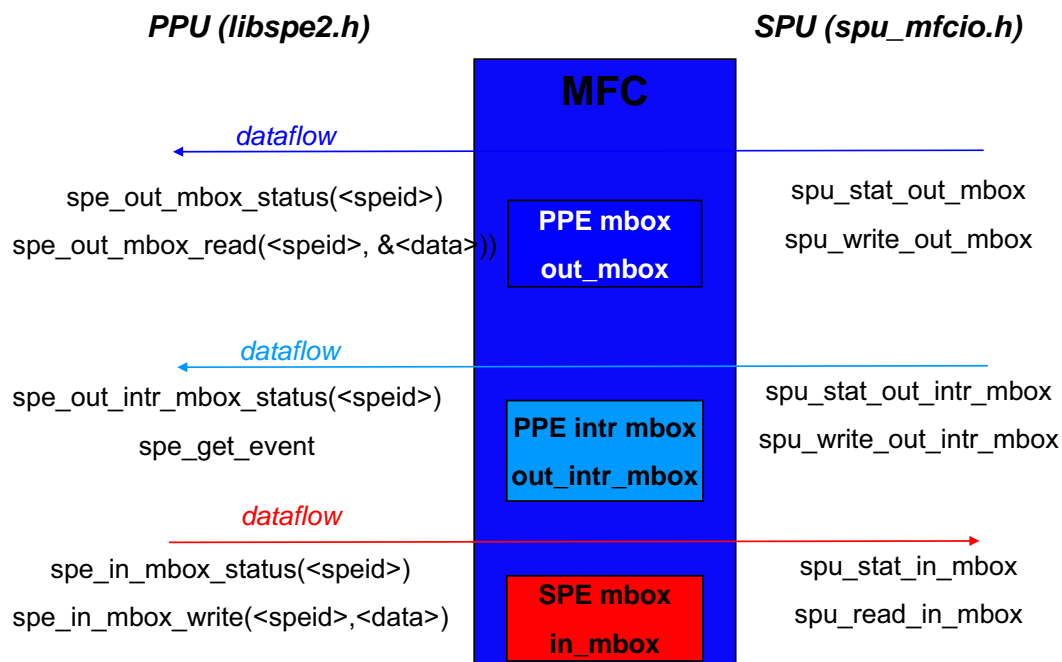 PPU (libspe2.h)
SPU (spu_mfcio.h)
MFC
dataflow
spe_out_mbox_status(<speid>)
spe_out_mbox_read(<speid>, &<data>))
PPE mbox
out_mbox
spu_stat_out_mbox
spu_write_out_mbox
dataflow
spe_out_intr_mbox_status(<speid>)
spe_get_event
PPE intr mbox
out_intr_mbox
spu_stat_out_intr_mbox
spu_write_out_intr_mbox
dataflow
spe_in_mbox_status(<speid>)
spe_in_mbox_write(<speid>,<data>)
SPE mbox
in_mbox
spu_stat_in_mbox
spu_read_in_mbox